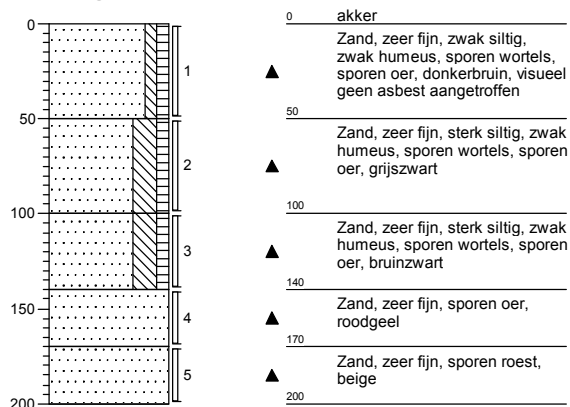 0
50
100
150
200
1
2
3
4
5
0 akker
Zand, zeer fijn, zwak siltig,
zwak humeus, sporen wortels,
sporen oer, donkerbruin, visueel
geen asbest aangetroffen
50
Zand, zeer fijn, sterk siltig, zwak
humeus, sporen wortels, sporen
oer, grijszwart
100
Zand, zeer fijn, sterk siltig, zwak
humeus, sporen wortels, sporen
oer, bruinzwart
140
Zand, zeer fijn, sporen oer,
roodgeel
170
Zand, zeer fijn, sporen roest,
beige
200